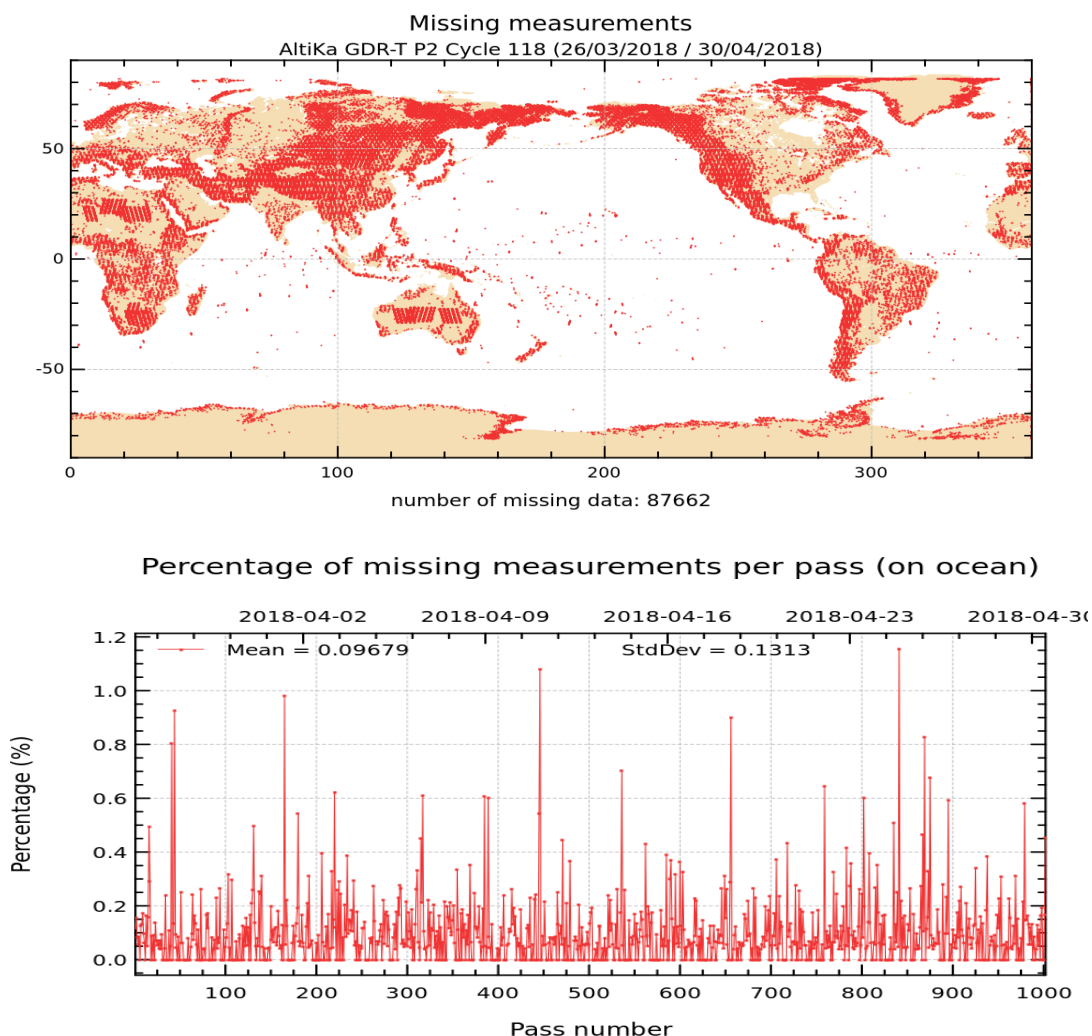 Missing measurements
AltiKa GDR-T P2 Cycle 118 (26/03/2018 / 30/04/2018)
50
0
-50
0 100 200 300
number of missing data: 87662
Percentage of missing measurements per pass (on ocean)
2018-04-02 2018-04-09 2018-04-16 2018-04-23 2018-04-30
Mean = 0.09679 StdDev = 0.1313
1.2
1.0
0.8
0.6
0.4
0.2
0.0
Percentage (%)
100 200 300 400 500 600 700 800 900 1000
Pass number